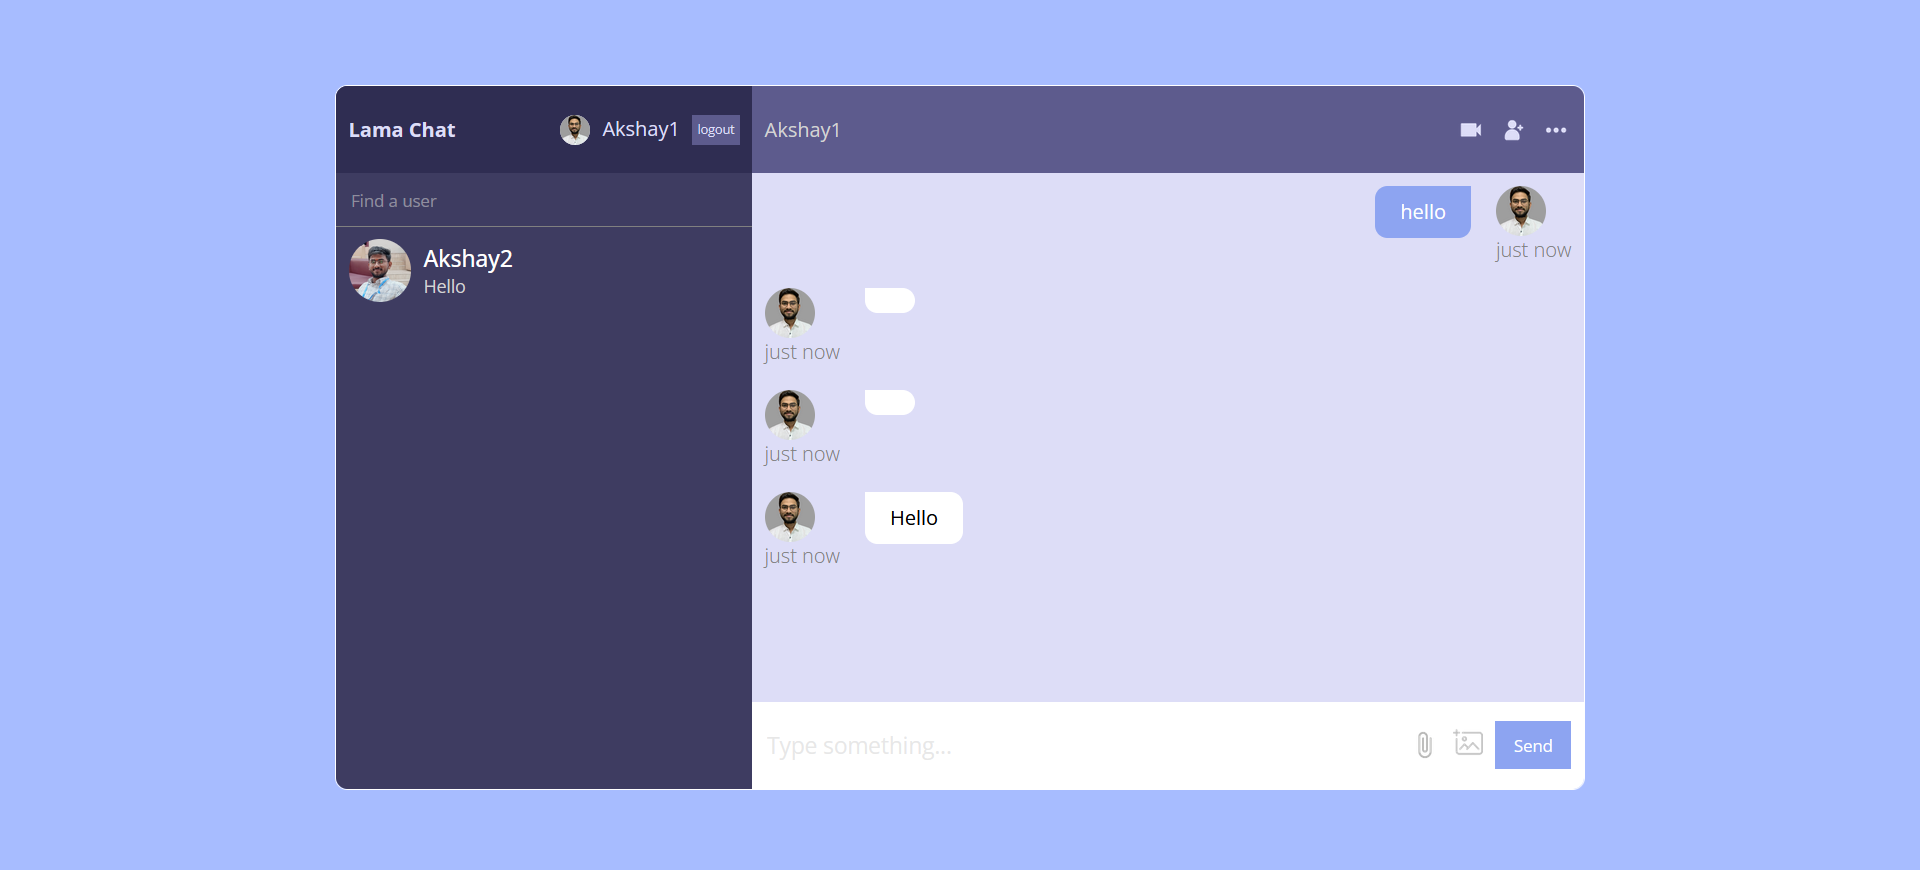 Lama Chat
Akshay1
logout
Find a user
Akshay2
Hello
Akshay1
hello
just now
just now
just now
Hello
just now
Type something...
Send